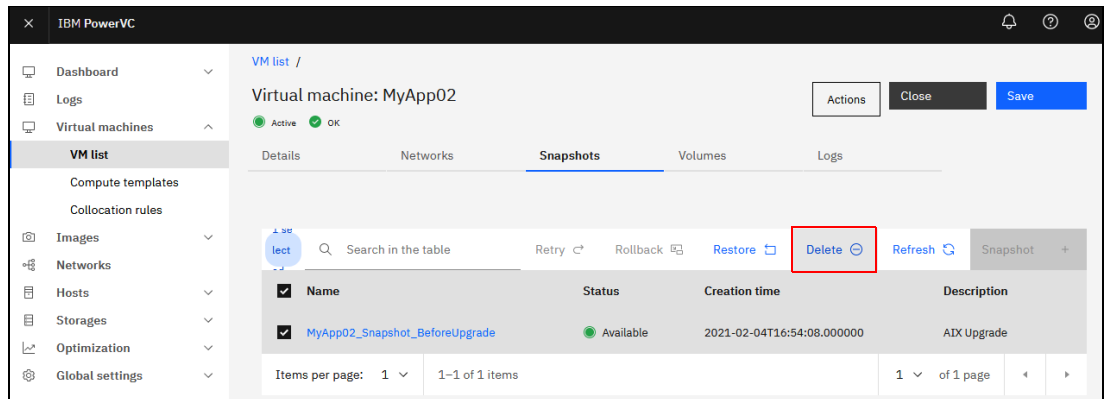 IBM PowerVC
Dashboard
Logs
Virtual machines
VM list
Compute templates
Collocation rules
Images
Networks
Hosts
Storages
Optimization
Global settings
VM list /
Virtual machine: MyApp02
Active OK
Actions Close Save
Details Networks Snapshots Volumes Logs
1 se
lect
Search in the table Retry Rollback Restore Delete Refresh Snapshot +
Name Status Creation time Description
MyApp02_Snapshot_BeforeUpgrade Available 2021-02-04T16:54:08.000000 AIX Upgrade
Items per page: 1 1–1 of 1 items 1 of 1 page